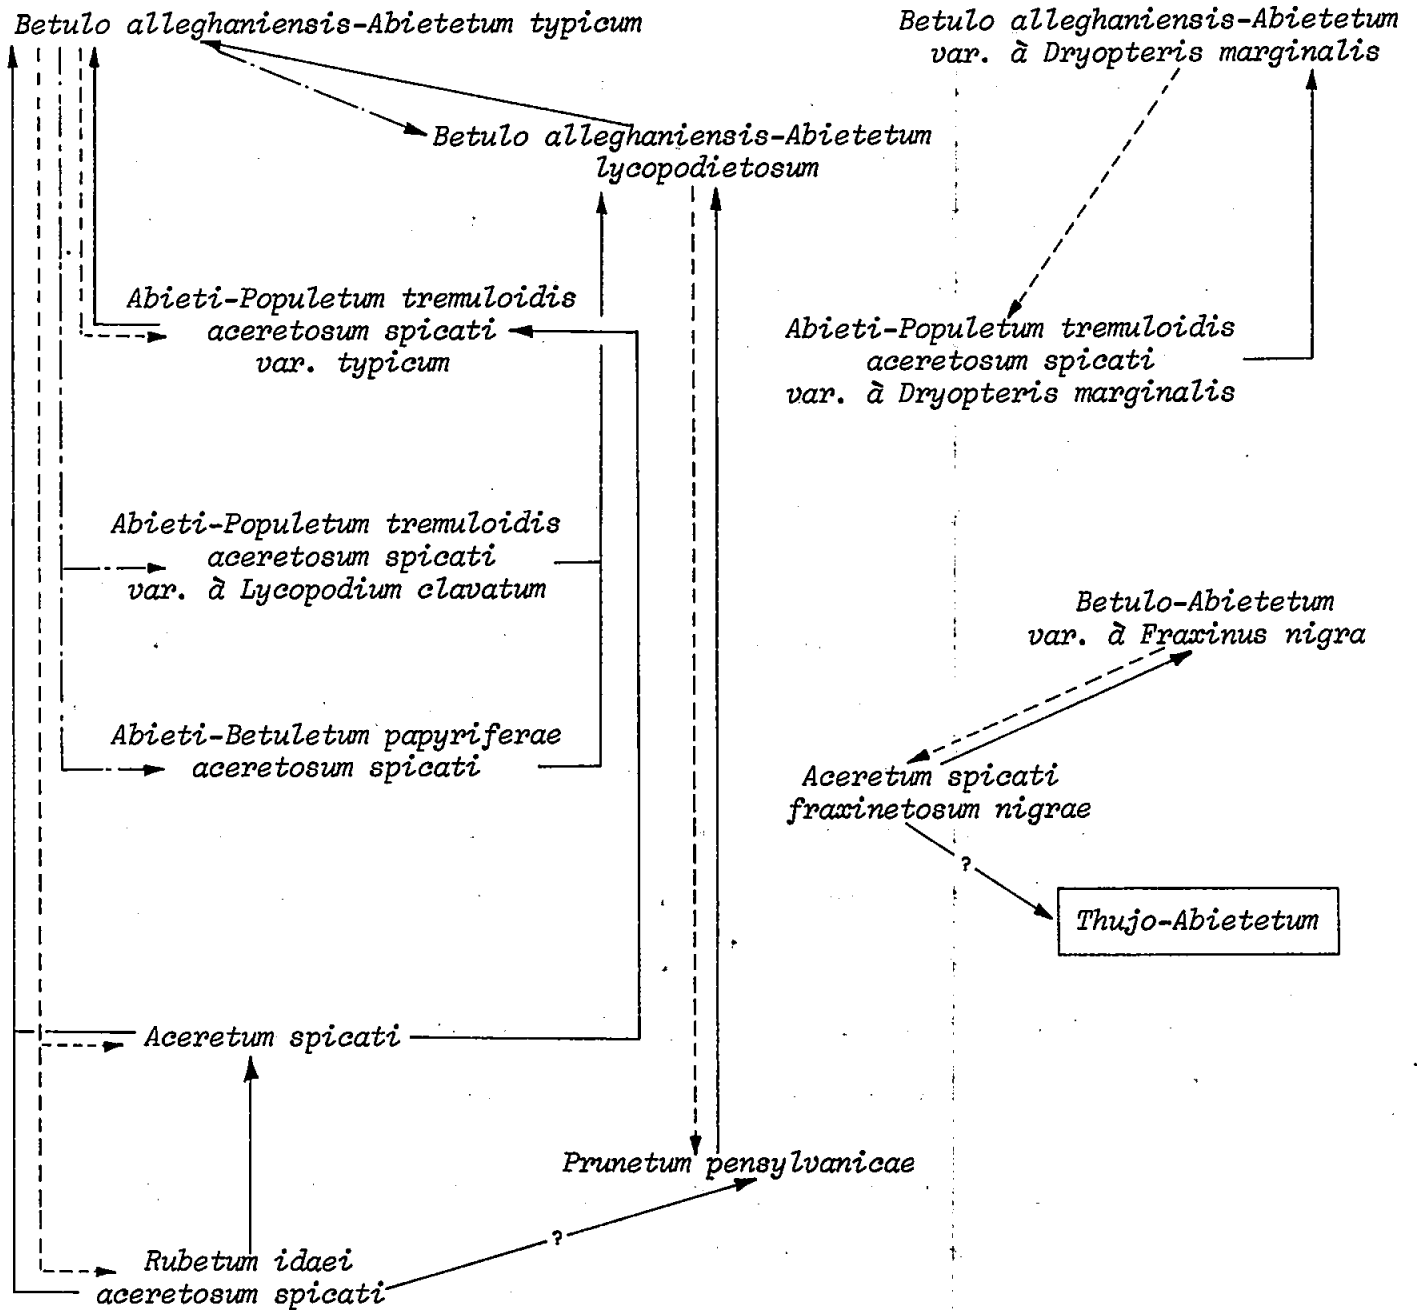 Betulo alleghaniensis-Abietetum typicum
Betulo alleghaniensis-Abietetum
var. à Dryopteris marginalis
Betulo alleghaniensis-Abietetum
lycopodietosum
Abieti-Populetum tremuloidis
aceretosum spicati
var. typicum
Abieti-Populetum tremuloidis
aceretosum spicati
var. à Dryopteris marginalis
Abieti-Populetum tremuloidis
aceretosum spicati
var. à Lycopodium clavatum
Betulo-Abietetum
var. à Fraxinus nigra
Abieti-Betuletum papyriferae
aceretosum spicati
Aceretum spicati
fraxinetosum nigrae
?
Thujo-Abietetum
Aceretum spicati
Prunetum pensylvanicae
?
Rubetum idaei
aceretosum spicati